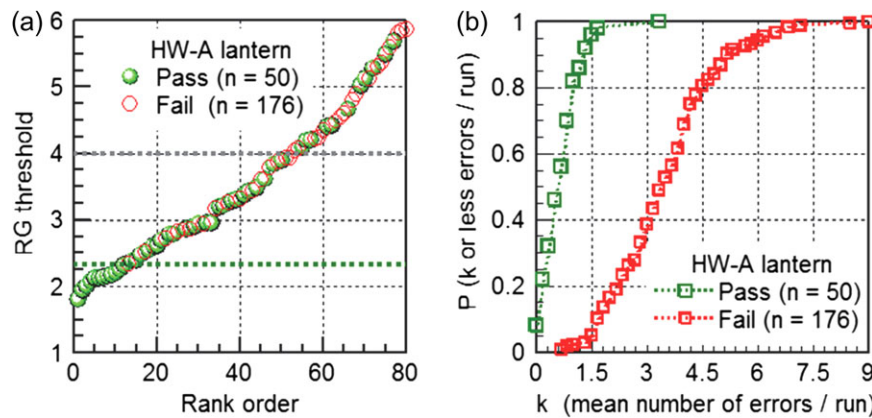 (a)
6
5
4
3
2
1
RG threshold
HW-A lantern
Pass (n = 50)
Fail (n = 176)
0 20 40 60 80
Rank order
(b)
1
0.8
0.6
0.4
0.2
0
P (k or less errors / run)
HW-A lantern
Pass (n = 50)
Fail (n = 176)
0 1.5 3 4.5 6 7.5 9
k (mean number of errors / run)